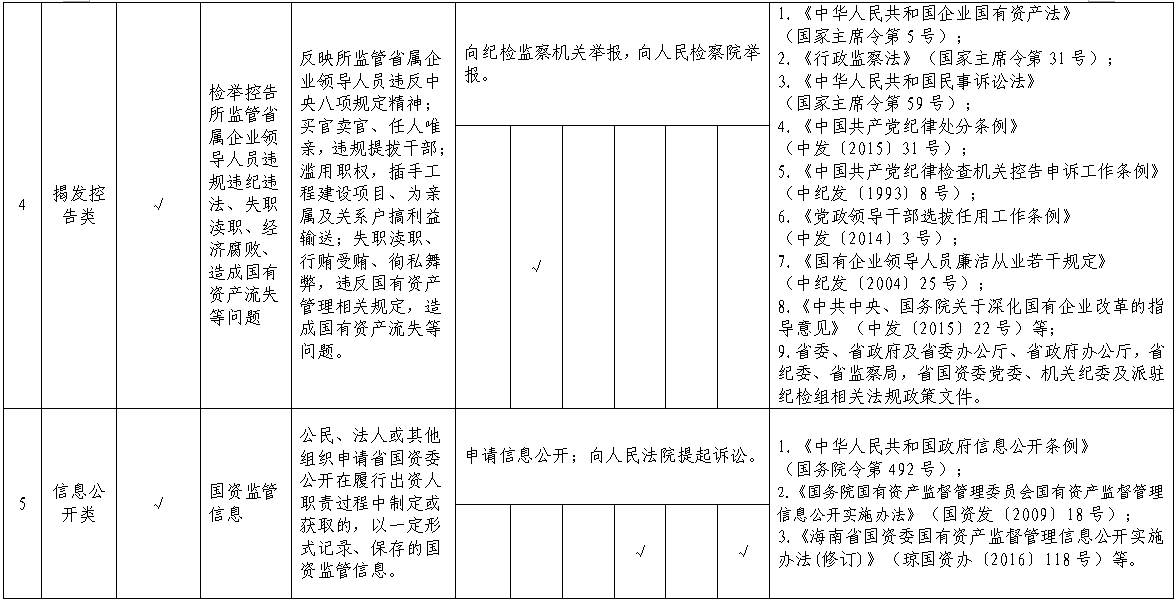 4
揭发控
告类
√
检举控告
所监管省
属企业领
导人员违
规违纪违
法、失职
渎职、经
济腐败、
造成国有
资产流失
等问题
反映所监管省属企
业领导人员违反中
央八项规定精神；
买官卖官、任人唯
亲，违规提拔干部；
滥用职权，插手工
程建设项目、为亲
属及关系户搞利益
输送；失职渎职、
行贿受贿、徇私舞
弊，违反国有资产
管理相关规定，造
成国有资产流失等
问题。
向纪检监察机关举报，向人民检察院举
报。
√
1.《中华人民共和国企业国有资产法》
（国家主席令第 5 号）；
2.《行政监察法》（国家主席令第 31 号）；
3.《中华人民共和国民事诉讼法》
（国家主席令第 59 号）；
4.《中国共产党纪律处分条例》
（中发〔2015〕31 号）；
5.《中国共产党纪律检查机关控告申诉工作条例》
（中纪发〔1993〕8 号）；
6.《党政领导干部选拔任用工作条例》
（中发〔2014〕3 号）；
7.《国有企业领导人员廉洁从业若干规定》
（中纪发〔2004〕25 号）；
8.《中共中央、国务院关于深化国有企业改革的指
导意见》（中发〔2015〕22 号）等；
9.省委、省政府及省委办公厅、省政府办公厅，省
纪委、省监察局，省国资委党委、机关纪委及派驻
纪检组相关法规政策文件。
5
信息公
开类
√
国资监管
信息
公民、法人或其他
组织申请省国资委
公开在履行出资人
职责过程中制定或
获取的，以一定形
式记录、保存的国
资监管信息。
申请信息公开；向人民法院提起诉讼。
√
√
1.《中华人民共和国政府信息公开条例》
（国务院令第 492 号）；
2.《国务院国有资产监督管理委员会国有资产监督管理
信息公开实施办法》（国资发〔2009〕18 号）；
3.《海南省国资委国有资产监督管理信息公开实施
办法(修订)》（琼国资办〔2016〕118 号）等。